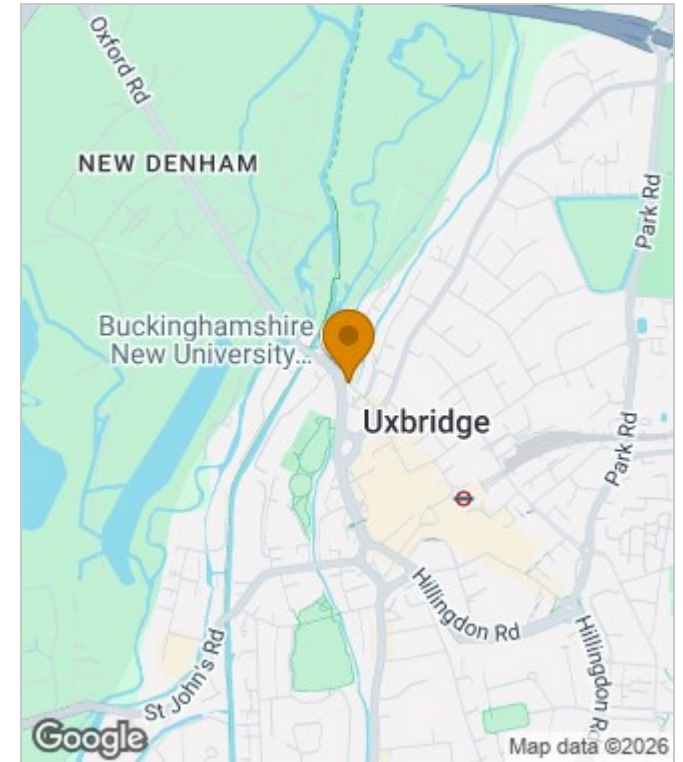 Oxford Rd
NEW DENHAM
Park Rd
Buckinghamshire
New University...
Uxbridge
Park Rd
Hillingdon Rd
Hillingdon Rd
St John's Rd
Google
Map data ©2026